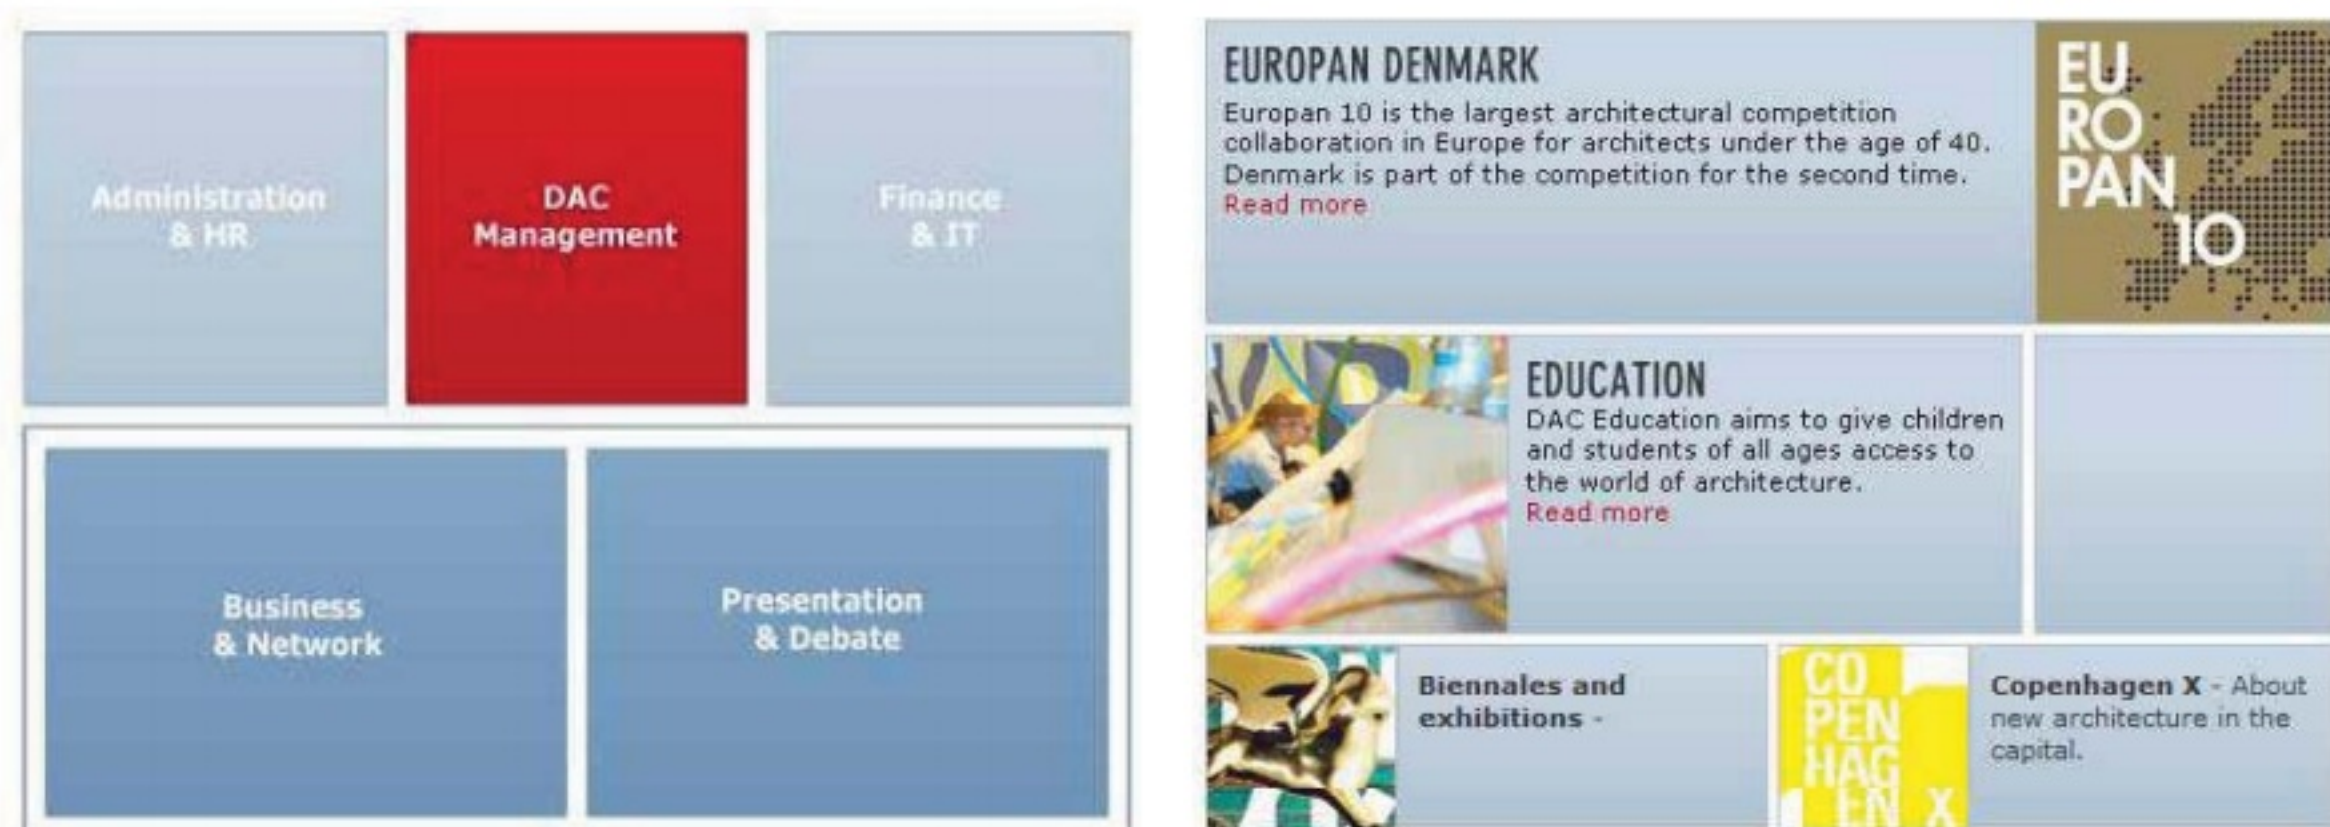 Administration
& HR
DAC
Management
Finance
& IT
Business
& Network
Presentation
& Debate
EUROPAN DENMARK
Europan 10 is the largest architectural competition
collaboration in Europe for architects under the age of 40.
Denmark is part of the competition for the second time.
Read more
EU
RO
PAN
10
EDUCATION
DAC Education aims to give children
and students of all ages access to
the world of architecture.
Read more
Biennales and
exhibitions -
CO
PEN
HAG
EN X
Copenhagen X - About
new architecture in the
capital.